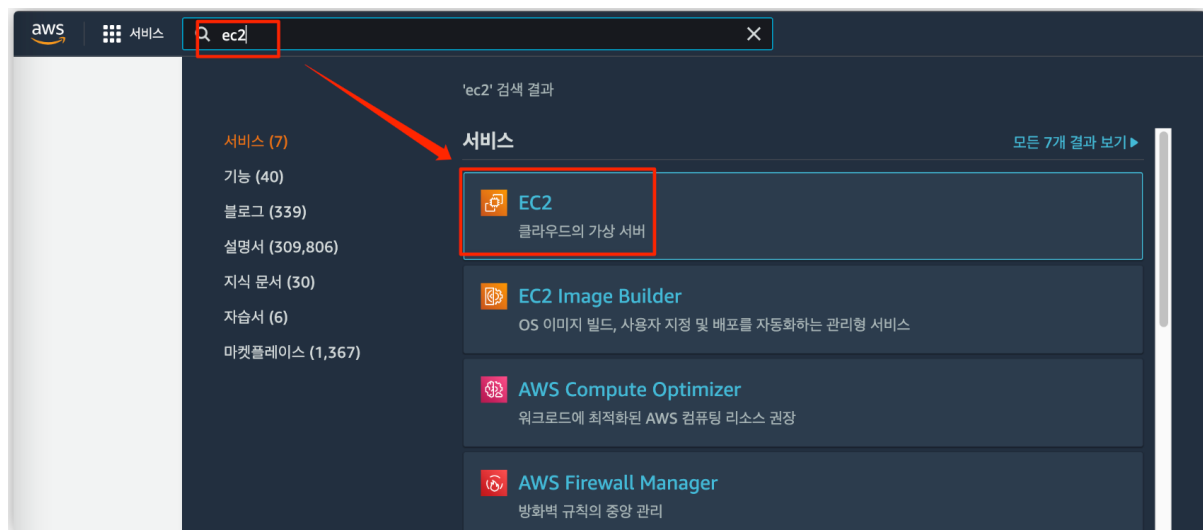 aws
서비스
ec2
'ec2' 검색 결과
서비스 (7)
기능 (40)
블로그 (339)
설명서 (309,806)
지식 문서 (30)
자습서 (6)
마켓플레이스 (1,367)
서비스
모든 7개 결과 보기
EC2
클라우드의 가상 서버
EC2 Image Builder
OS 이미지 빌드, 사용자 지정 및 배포를 자동화하는 관리형 서비스
AWS Compute Optimizer
워크로드에 최적화된 AWS 컴퓨팅 리소스 권장
AWS Firewall Manager
방화벽 규칙의 중앙 관리